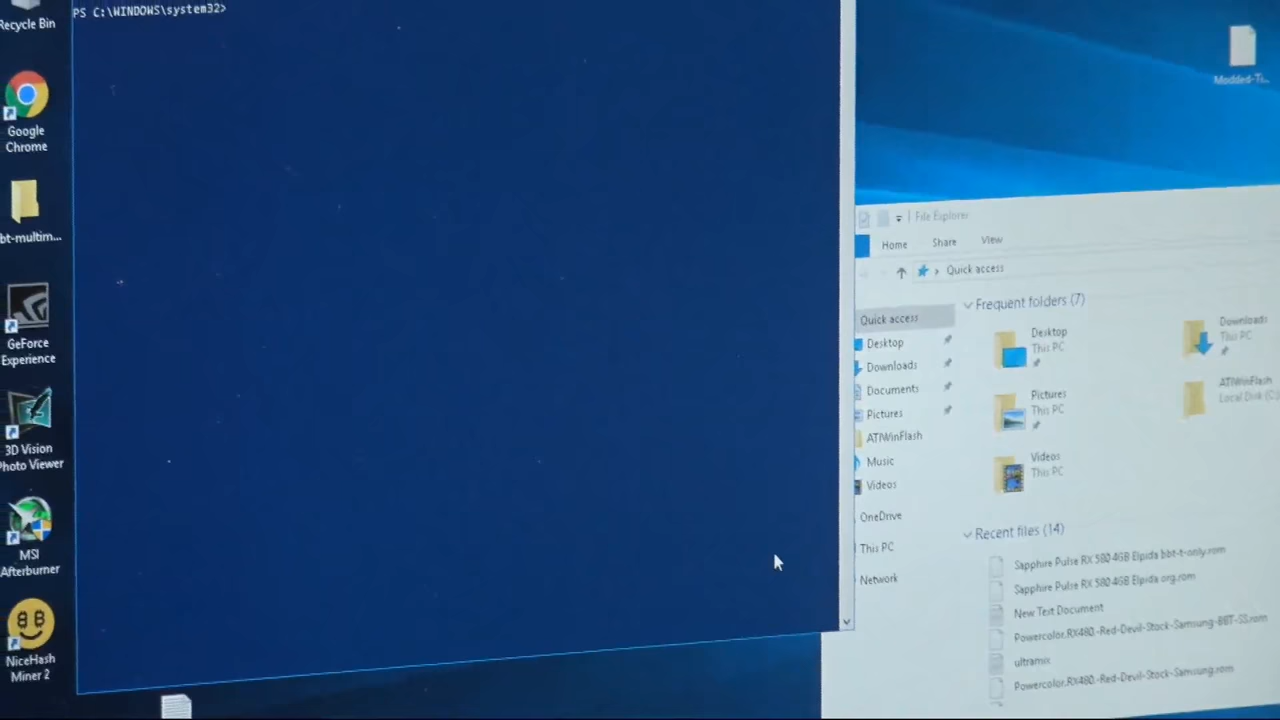 PS C:\WINDOWS\system32>
Recycle Bin
Google
Chrome
bt-multim...
GeForce
Experience
3D Vision
Photo Viewer
MSI
Afterburner
NiceHash
Miner 2
Modded-Ti...
File Explorer
Home Share View
Quick access
Quick access
Desktop
Downloads
Documents
Pictures
ATIWinFlash
Music
Videos
OneDrive
This PC
Network
Frequent folders (7)
Desktop
This PC
Downloads
This PC
Pictures
This PC
ATIWinFlash
Local Disk (C:)
Videos
This PC
Recent files (14)
Sapphire Pulse RX 580 4GB Elpida bbt-t-only.rom
Sapphire Pulse RX 580 4GB Elpida org.rom
New Text Document
Powercolor.RX480.-Red-Devil-Stock-Samsung-BBT-SS.rom
ultramix
Powercolor.RX480.-Red-Devil-Stock-Samsung.rom